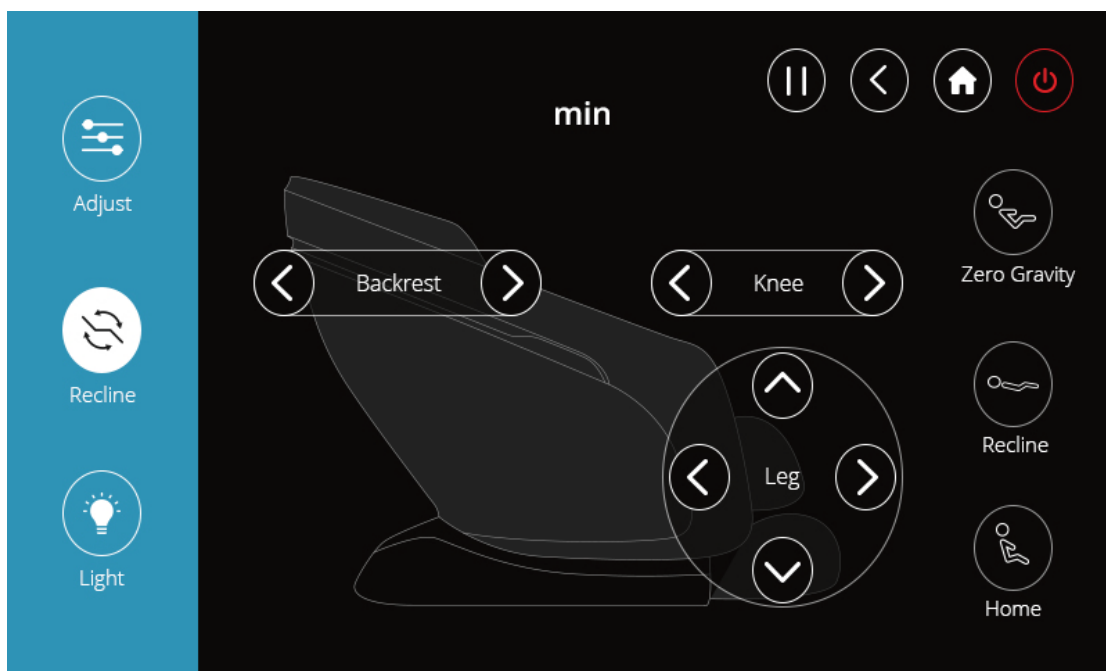 min
Adjust
Recline
Light
Backrest
Knee
Leg
Zero Gravity
Recline
Home